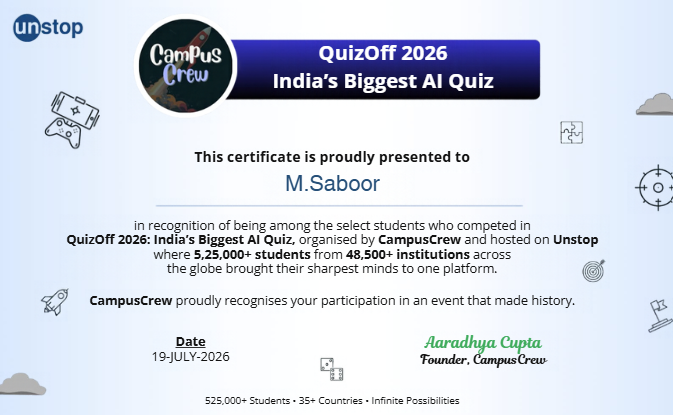 unstop
CamPus
Crew
QuizOff 2026
India's Biggest AI Quiz
This certificate is proudly presented to
M.Saboor
in recognition of being among the select students who competed in
QuizOff 2026: India's Biggest AI Quiz, organised by CampusCrew and hosted on Unstop
where 5,25,000+ students from 48,500+ institutions across
the globe brought their sharpest minds to one platform.
CampusCrew proudly recognises your participation in an event that made history.
Date
19-JULY-2026
Aaradhya Gupta
Founder, CampusCrew
525,000+ Students • 35+ Countries • Infinite Possibilities